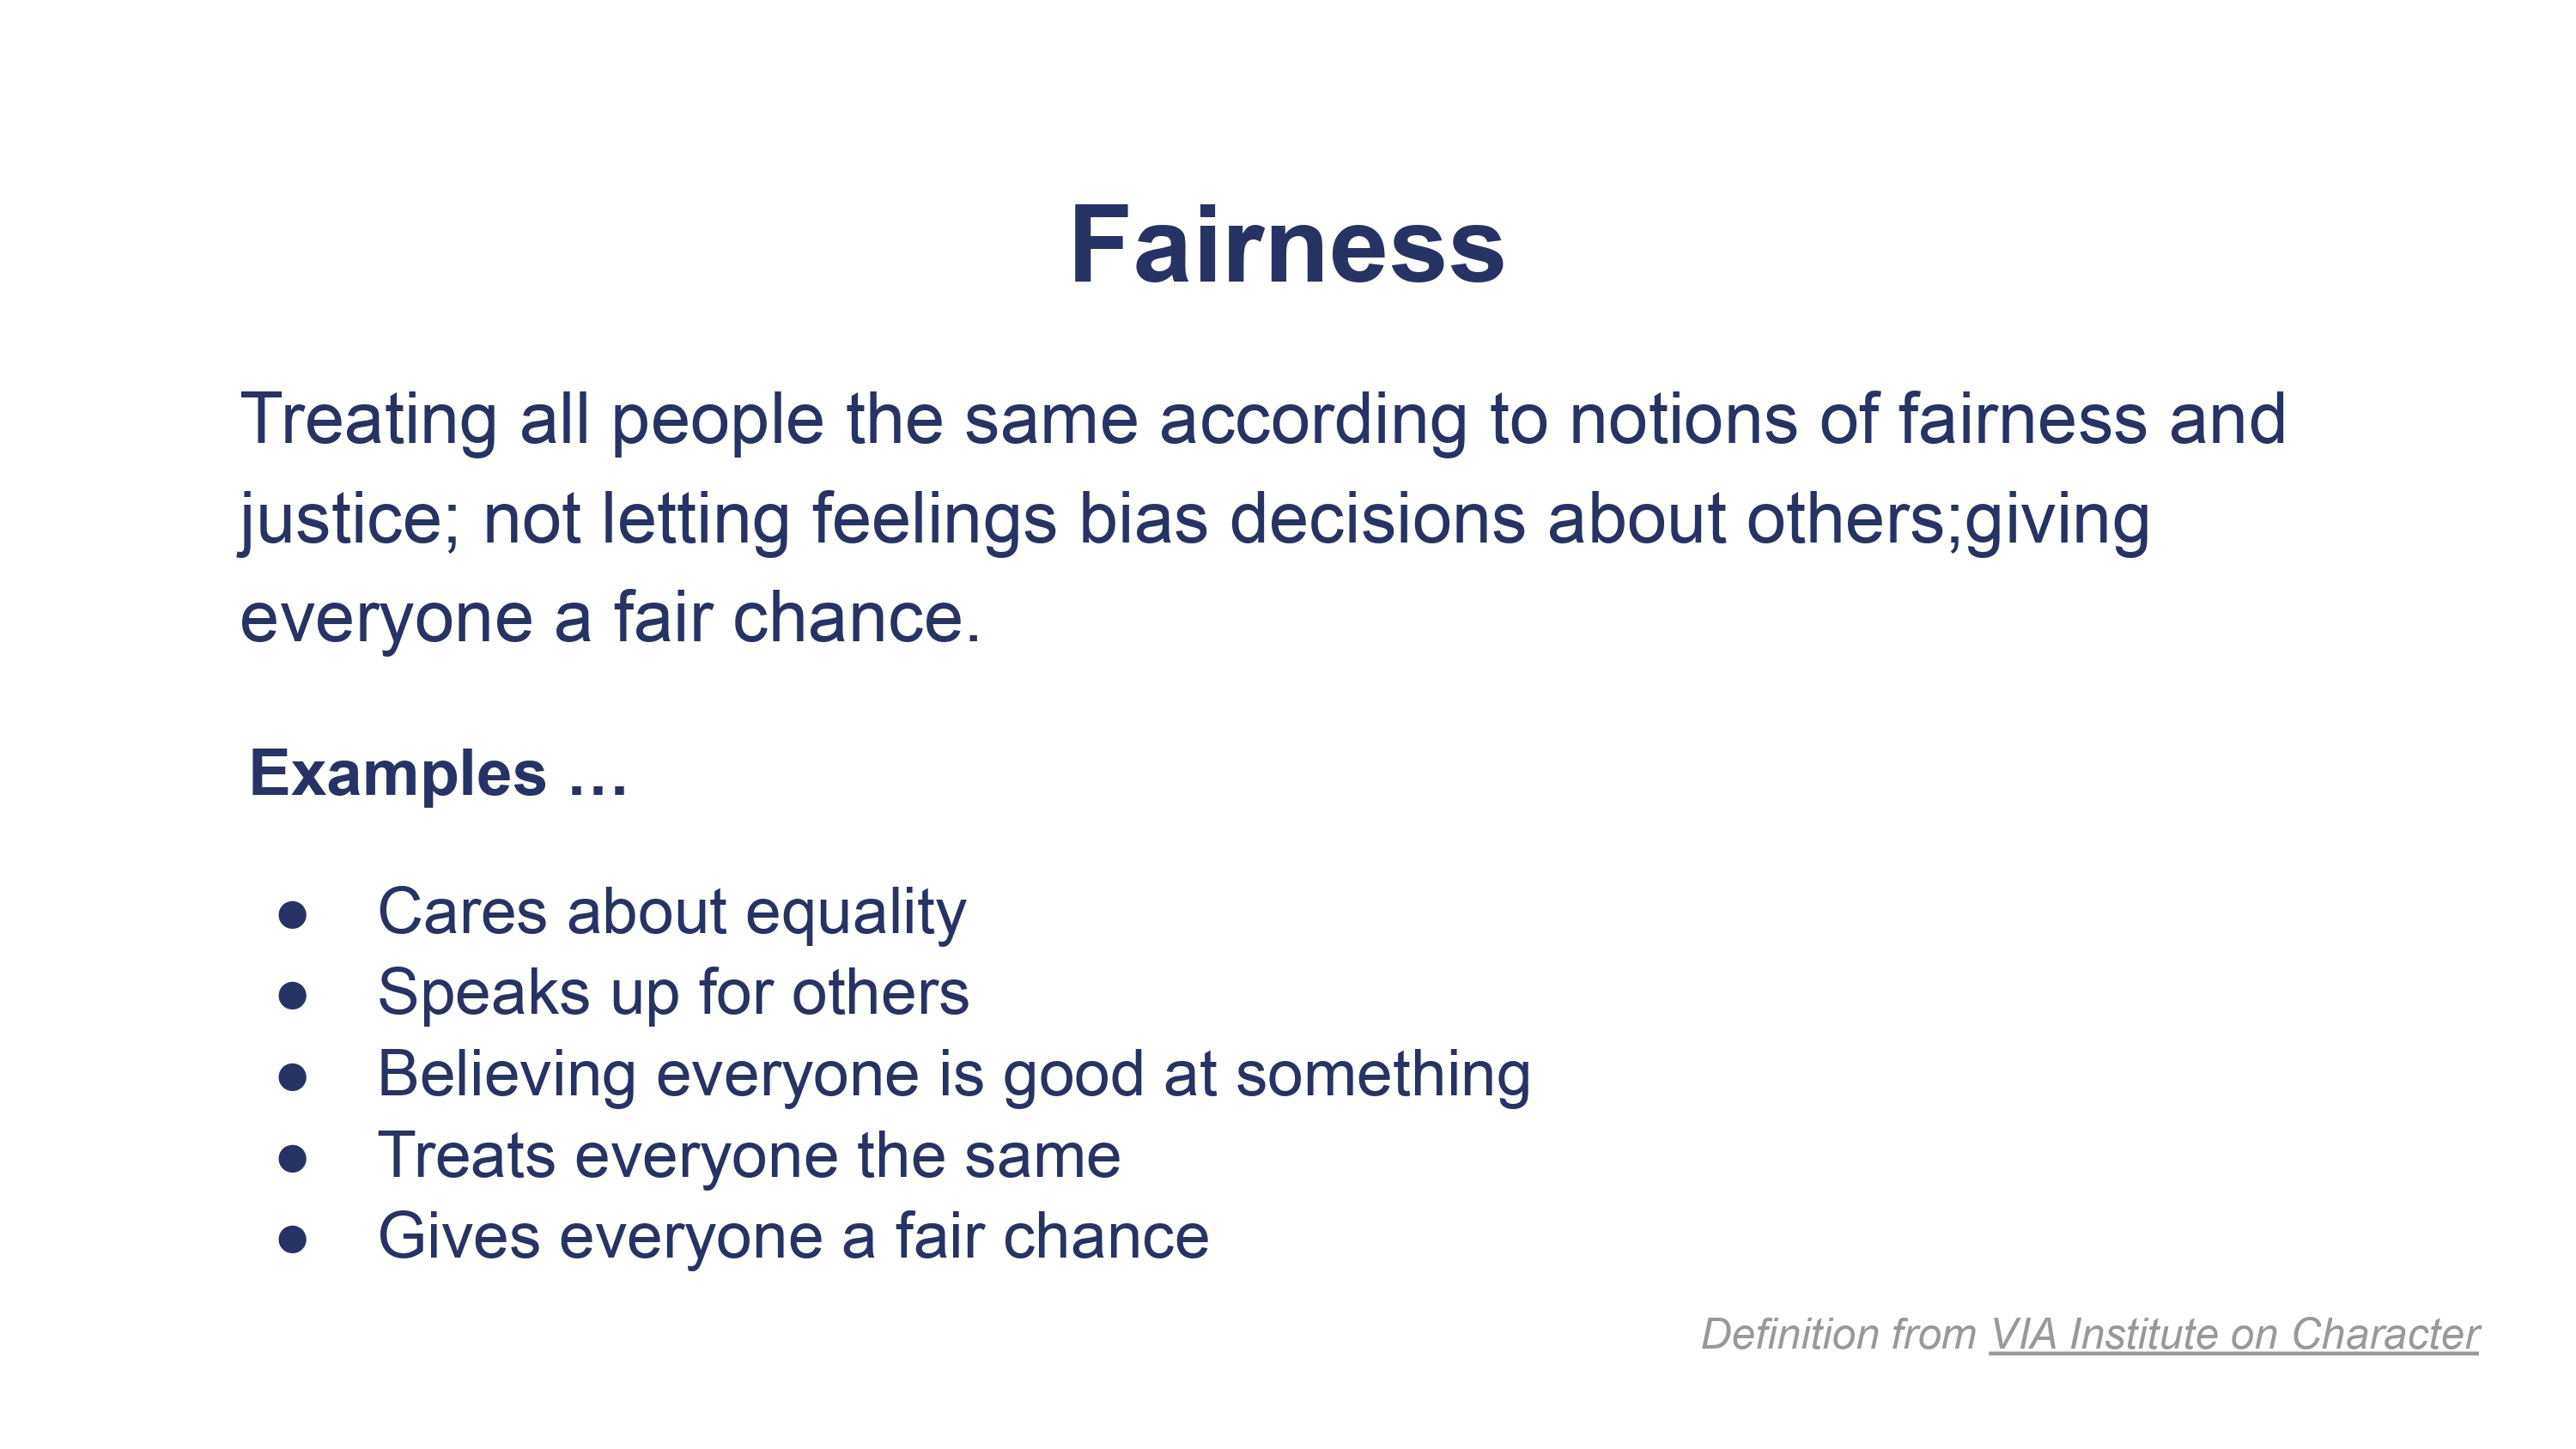 Fairness
Treating all people the same according to notions of fairness and
justice; not letting feelings bias decisions about others;giving
everyone a fair chance.
Examples …
● Cares about equality
● Speaks up for others
● Believing everyone is good at something
● Treats everyone the same
● Gives everyone a fair chance
Definition from VIA Institute on Character